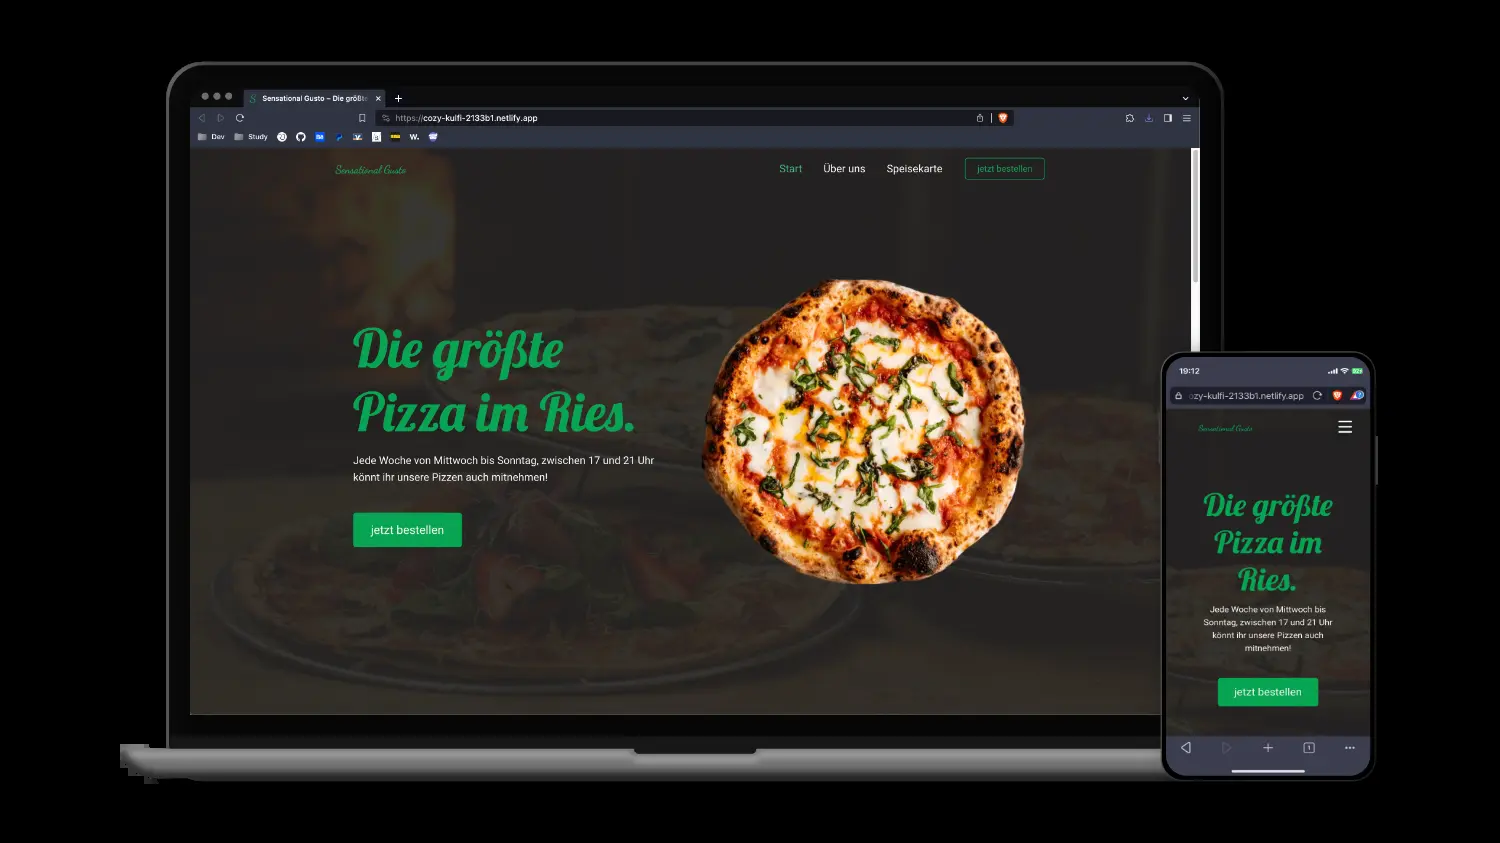 Sensational Gusto – Die größt
https://cozy-kulfi-2133b1.netlify.app
Dev
Study
Bē
W.
Sensational Gusto
Start
Über uns
Speisekarte
jetzt bestellen
Die größte
Pizza im Ries.
Jede Woche von Mittwoch bis Sonntag, zwischen 17 und 21 Uhr
könnt ihr unsere Pizzen auch mitnehmen!
jetzt bestellen
19:12
ozy-kulfi-2133b1.netlify.app
Sensational Gusto
Die größte
Pizza im
Ries.
Jede Woche von Mittwoch bis
Sonntag, zwischen 17 und 21 Uhr
könnt ihr unsere Pizzen auch
mitnehmen!
jetzt bestellen
1